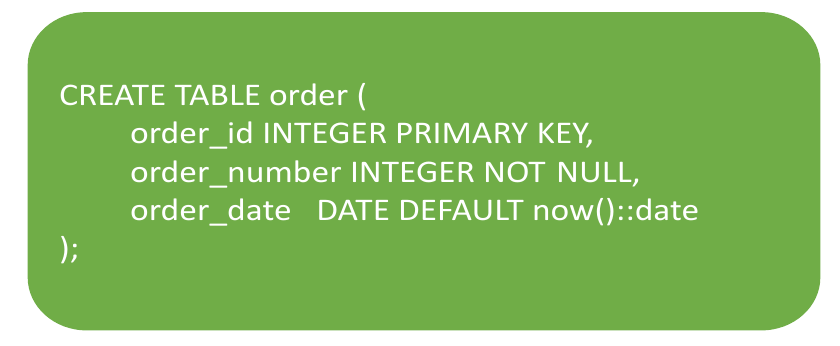 CREATE TABLE order (
order_id INTEGER PRIMARY KEY,
order_number INTEGER NOT NULL,
order_date DATE DEFAULT now()::date
);